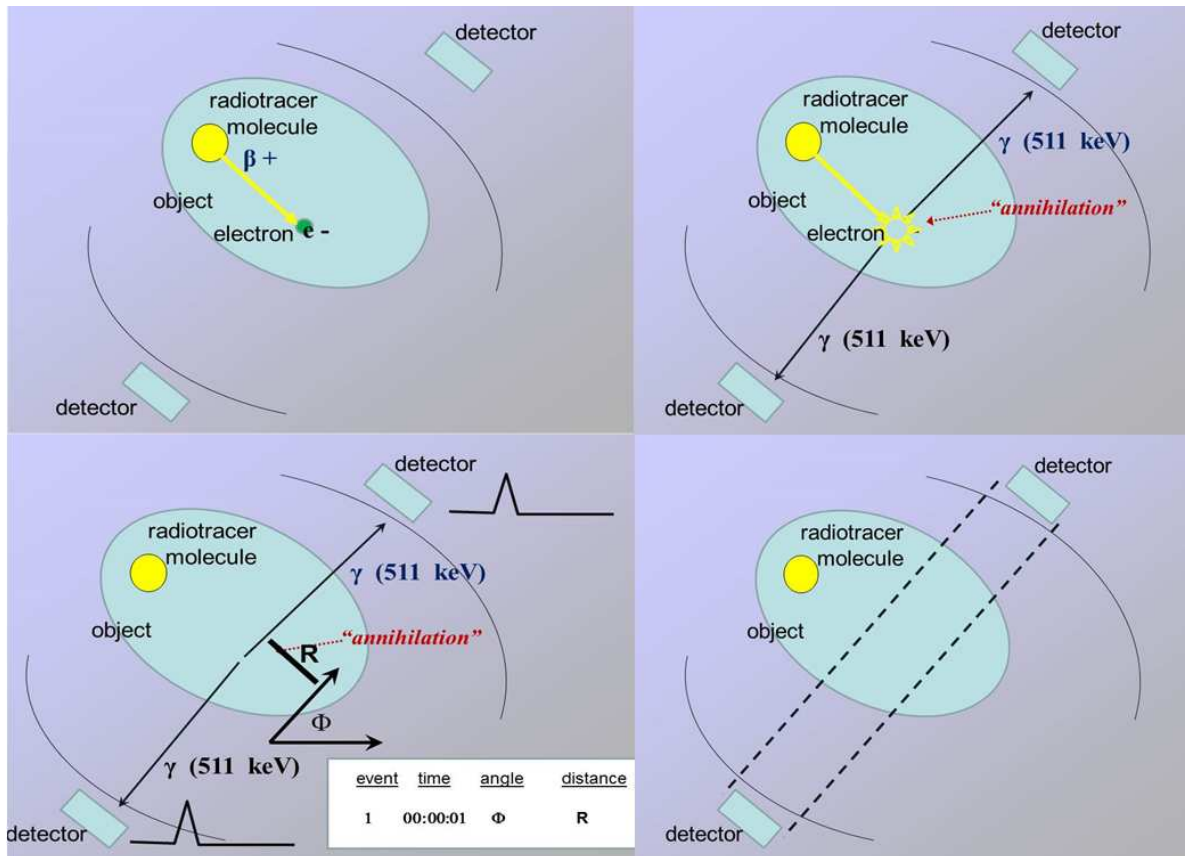 detector
radiotracer
molecule
β +
object
electron e -
detector
detector
radiotracer
molecule
γ (511 keV)
object
“annihilation”
electron
γ (511 keV)
detector
detector
radiotracer
molecule
γ (511 keV)
object
“annihilation”
R
Φ
γ (511 keV)
detector
event time angle distance
1 00:00:01 Φ R
detector
radiotracer
molecule
object
detector